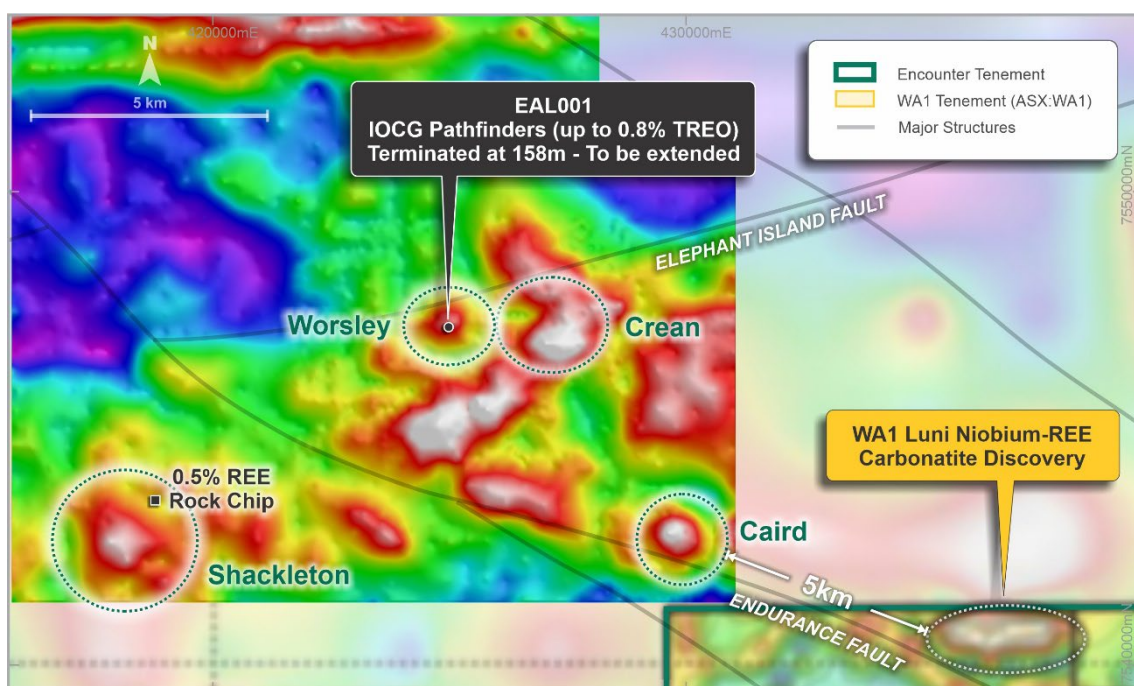 420000mE
430000mE
N
5 km
EAL001
IOCG Pathfinders (up to 0.8% TREO)
Terminated at 158m - To be extended
Encounter Tenement
WA1 Tenement (ASX:WA1)
Major Structures
7550000mN
ELEPHANT ISLAND FAULT
Worsley
Crean
WA1 Luni Niobium-REE
Carbonatite Discovery
0.5% REE
Rock Chip
Shackleton
Caird
5km
ENDURANCE FAULT
7540000mN